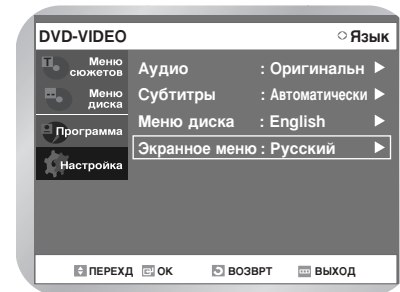 DVD-VIDEO
Язык
Меню сюжетов
Меню диска
Программа
Настройка
Аудио : Оригинальн
Субтитры : Автоматически
Меню диска : English
Экранное меню : Русский
ПЕРЕХД ОК ВОЗВРТ ВЫХОД